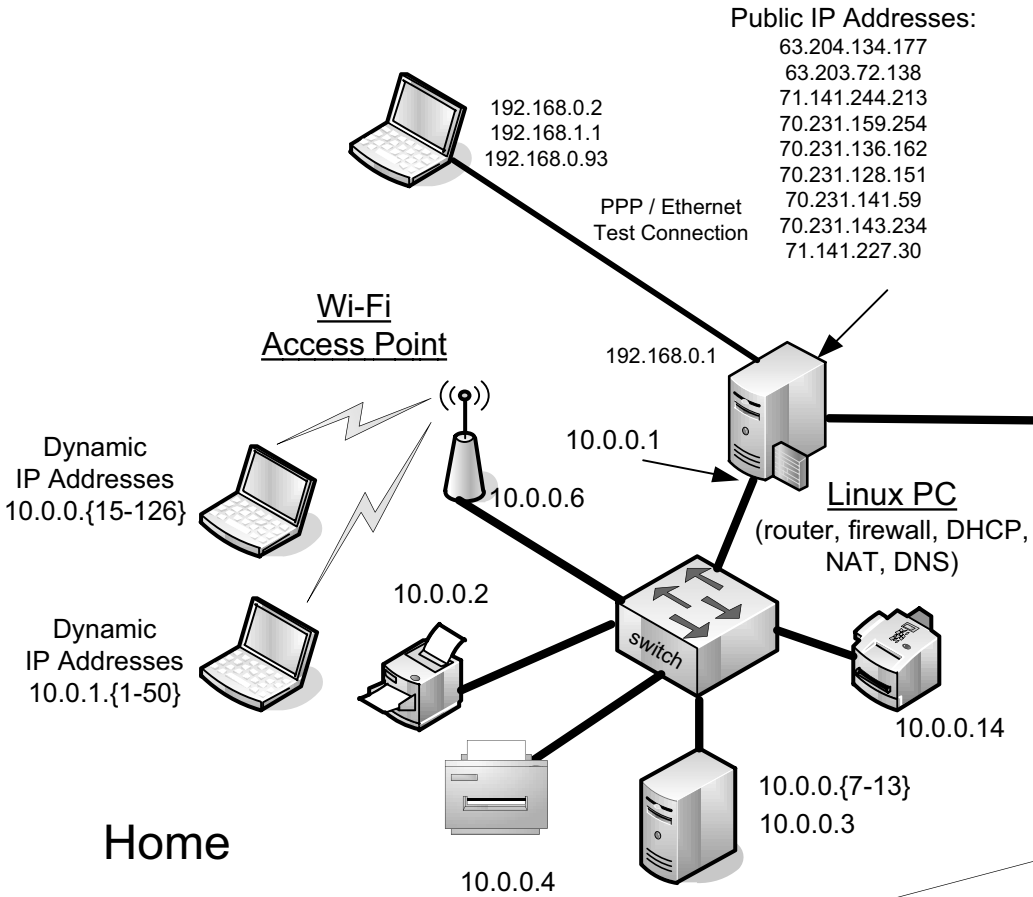 Public IP Addresses:
63.204.134.177
63.203.72.138
71.141.244.213
70.231.159.254
70.231.136.162
70.231.128.151
70.231.141.59
70.231.143.234
71.141.227.30
192.168.0.2
192.168.1.1
192.168.0.93
PPP / Ethernet
Test Connection
Wi-Fi
Access Point
192.168.0.1
10.0.0.1
Dynamic
IP Addresses
10.0.0.{15-126}
10.0.0.6
Linux PC
(router, firewall, DHCP,
NAT, DNS)
10.0.0.2
switch
Dynamic
IP Addresses
10.0.1.{1-50}
10.0.0.14
10.0.0.{7-13}
10.0.0.3
Home
10.0.0.4